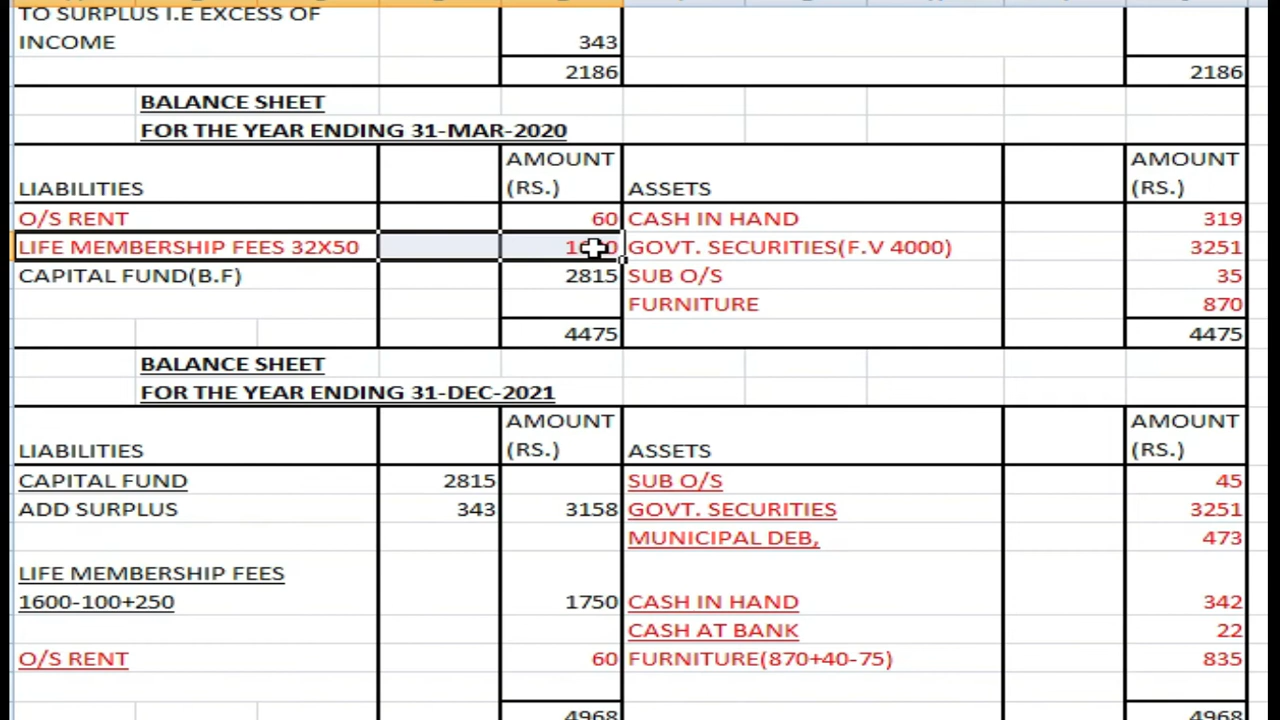 TO SURPLUS I.E EXCESS OF
INCOME 343
2186 2186
BALANCE SHEET
FOR THE YEAR ENDING 31-MAR-2020
AMOUNT AMOUNT
LIABILITIES (RS.) ASSETS (RS.)
O/S RENT 60 CASH IN HAND 319
LIFE MEMBERSHIP FEES 32X50 GOVT. SECURITIES(F.V 4000) 3251
CAPITAL FUND(B.F) 2815 SUB O/S 35
FURNITURE 870
4475 4475
BALANCE SHEET
FOR THE YEAR ENDING 31-DEC-2021
AMOUNT AMOUNT
LIABILITIES (RS.) ASSETS (RS.)
CAPITAL FUND 2815 SUB O/S 45
ADD SURPLUS 343 3158 GOVT. SECURITIES 3251
MUNICIPAL DEB, 473
LIFE MEMBERSHIP FEES
1600-100+250 1750 CASH IN HAND 342
CASH AT BANK 22
O/S RENT 60 FURNITURE(870+40-75) 835
4968 4968